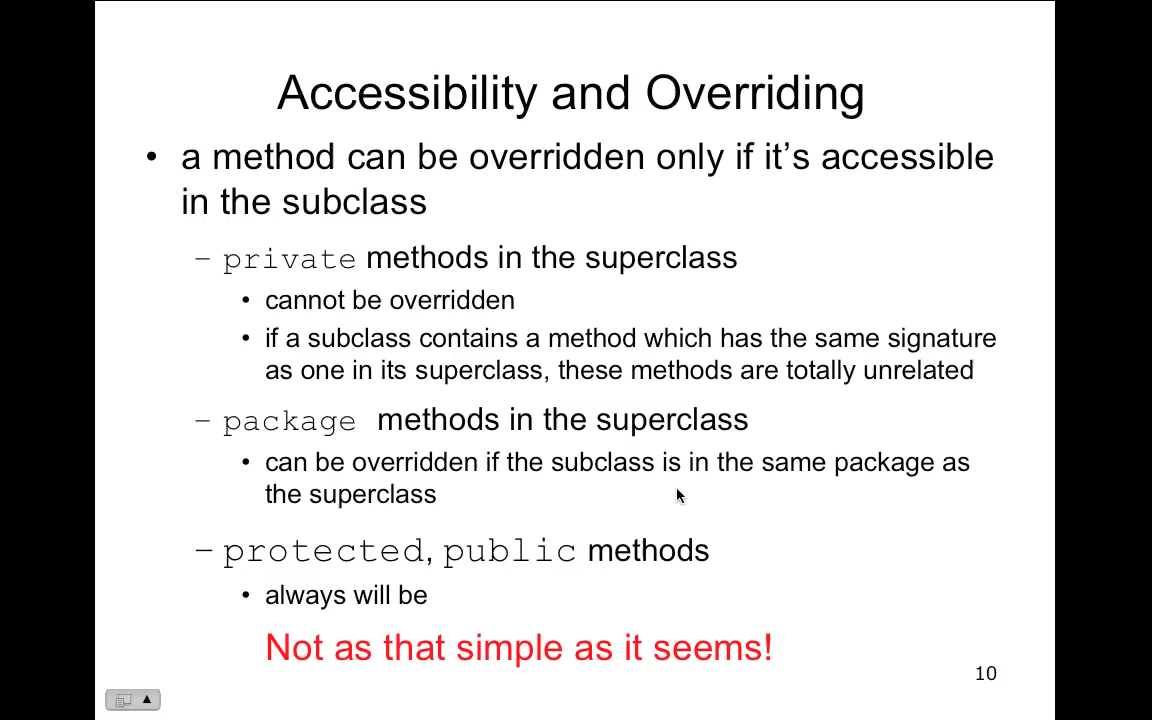 Accessibility and Overriding
• a method can be overridden only if it’s accessible
in the subclass
– private methods in the superclass
• cannot be overridden
• if a subclass contains a method which has the same signature
as one in its superclass, these methods are totally unrelated
– package methods in the superclass
• can be overridden if the subclass is in the same package as
the superclass
– protected, public methods
• always will be
Not as that simple as it seems!
10